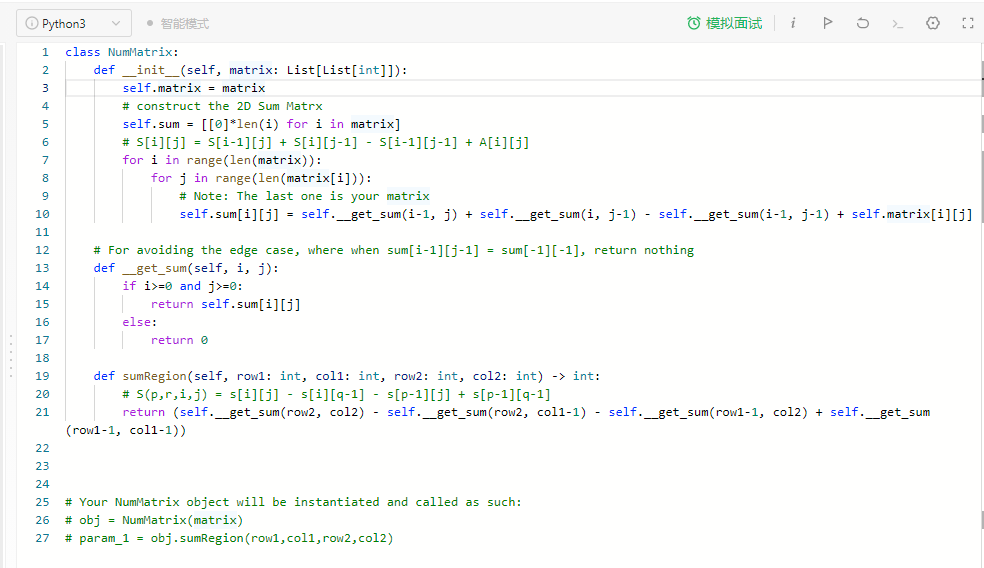 Python3 智能模式 模拟面试
1 class NumMatrix:
2     def __init__(self, matrix: List[List[int]]):
3         self.matrix = matrix
4         # construct the 2D Sum Matrx
5         self.sum = [[0]*len(i) for i in matrix]
6         # S[i][j] = S[i-1][j] + S[i][j-1] - S[i-1][j-1] + A[i][j]
7         for i in range(len(matrix)):
8             for j in range(len(matrix[i])):
9                 # Note: The last one is your matrix
10                 self.sum[i][j] = self.__get_sum(i-1, j) + self.__get_sum(i, j-1) - self.__get_sum(i-1, j-1) + self.matrix[i][j]
11
12     # For avoiding the edge case, where when sum[i-1][j-1] = sum[-1][-1], return nothing
13     def __get_sum(self, i, j):
14         if i>=0 and j>=0:
15             return self.sum[i][j]
16         else:
17             return 0
18
19     def sumRegion(self, row1: int, col1: int, row2: int, col2: int) -> int:
20         # S(p,r,i,j) = s[i][j] - s[i][q-1] - s[p-1][j] + s[p-1][q-1]
21         return (self.__get_sum(row2, col2) - self.__get_sum(row2, col1-1) - self.__get_sum(row1-1, col2) + self.__get_sum
(row1-1, col1-1))
22
23
24
25 # Your NumMatrix object will be instantiated and called as such:
26 # obj = NumMatrix(matrix)
27 # param_1 = obj.sumRegion(row1,col1,row2,col2)